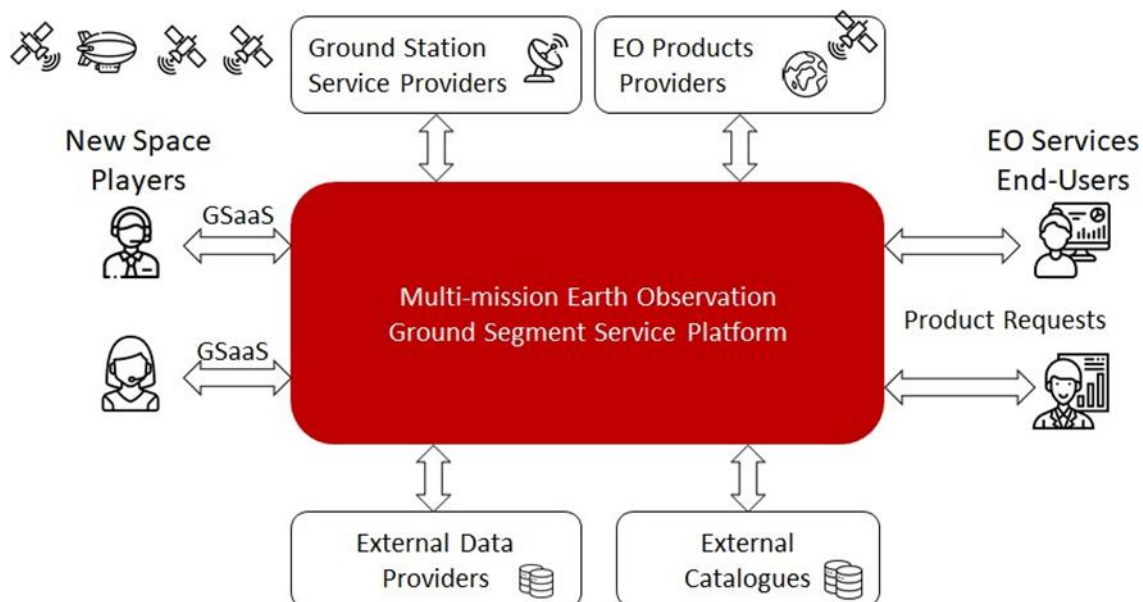 Ground Station
Service Providers
EO Products
Providers
New Space
Players
EO Services
End-Users
GSaaS
Multi-mission Earth Observation
Ground Segment Service Platform
Product Requests
GSaaS
External Data
Providers
External
Catalogues